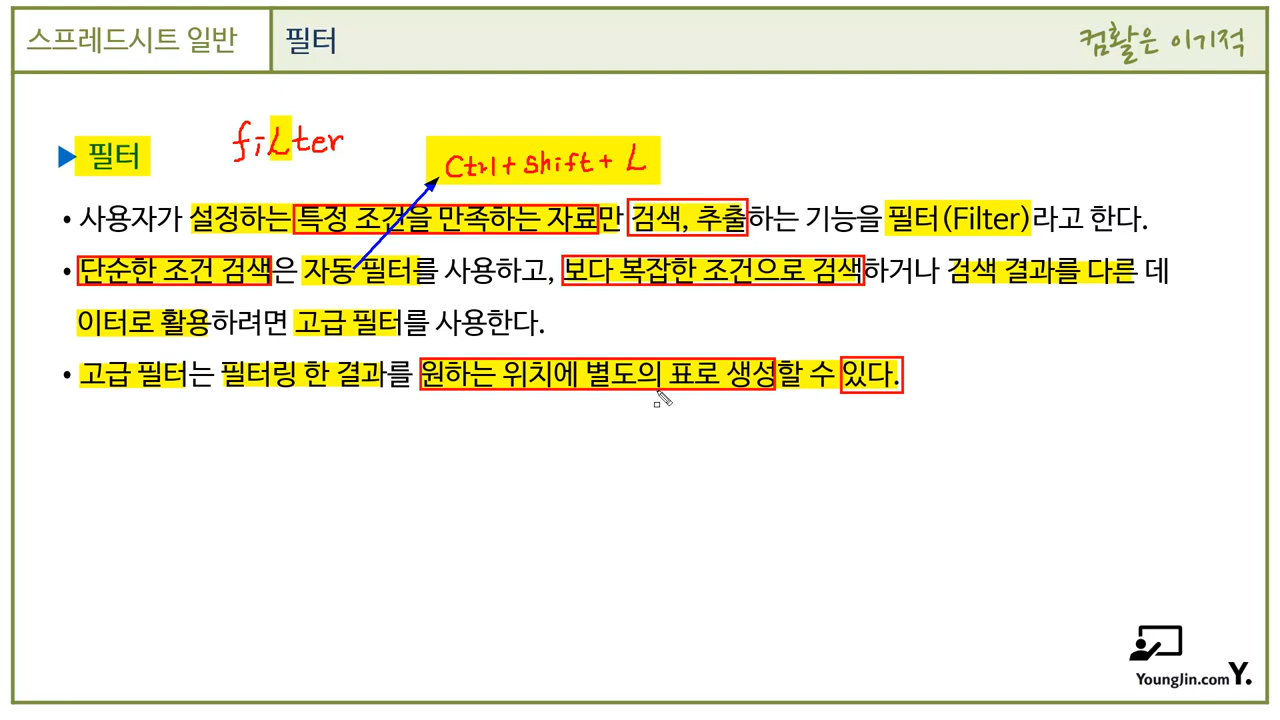 스프레드시트 일반
필터
컴활은 이기적
▶ 필터
fiLter
Ctrl + Shift + L
• 사용자가 설정하는 특정 조건을 만족하는 자료만 검색, 추출하는 기능을 필터(Filter)라고 한다.
• 단순한 조건 검색은 자동 필터를 사용하고, 보다 복잡한 조건으로 검색하거나 검색 결과를 다른 데
이터로 활용하려면 고급 필터를 사용한다.
• 고급 필터는 필터링 한 결과를 원하는 위치에 별도의 표로 생성할 수 있다.
YoungJin.com Y.